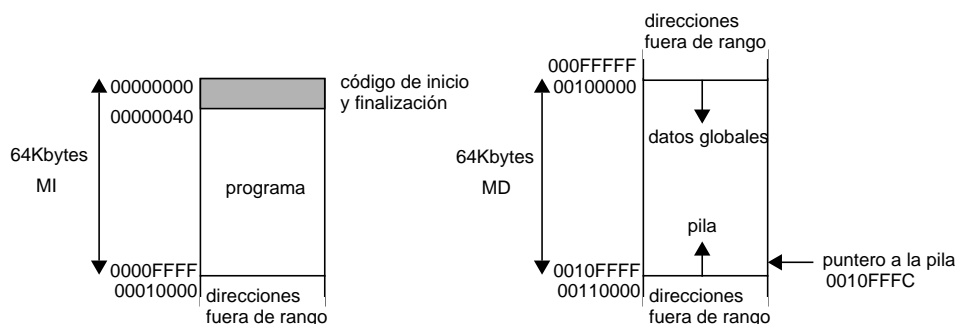 00000000
00000040
64Kbytes
MI
0000FFFF
00010000
código de inicio
y finalización
programa
direcciones
fuera de rango
direcciones
fuera de rango
000FFFFF
00100000
datos globales
64Kbytes
MD
pila
0010FFFF
00110000
puntero a la pila
0010FFFC
direcciones
fuera de rango